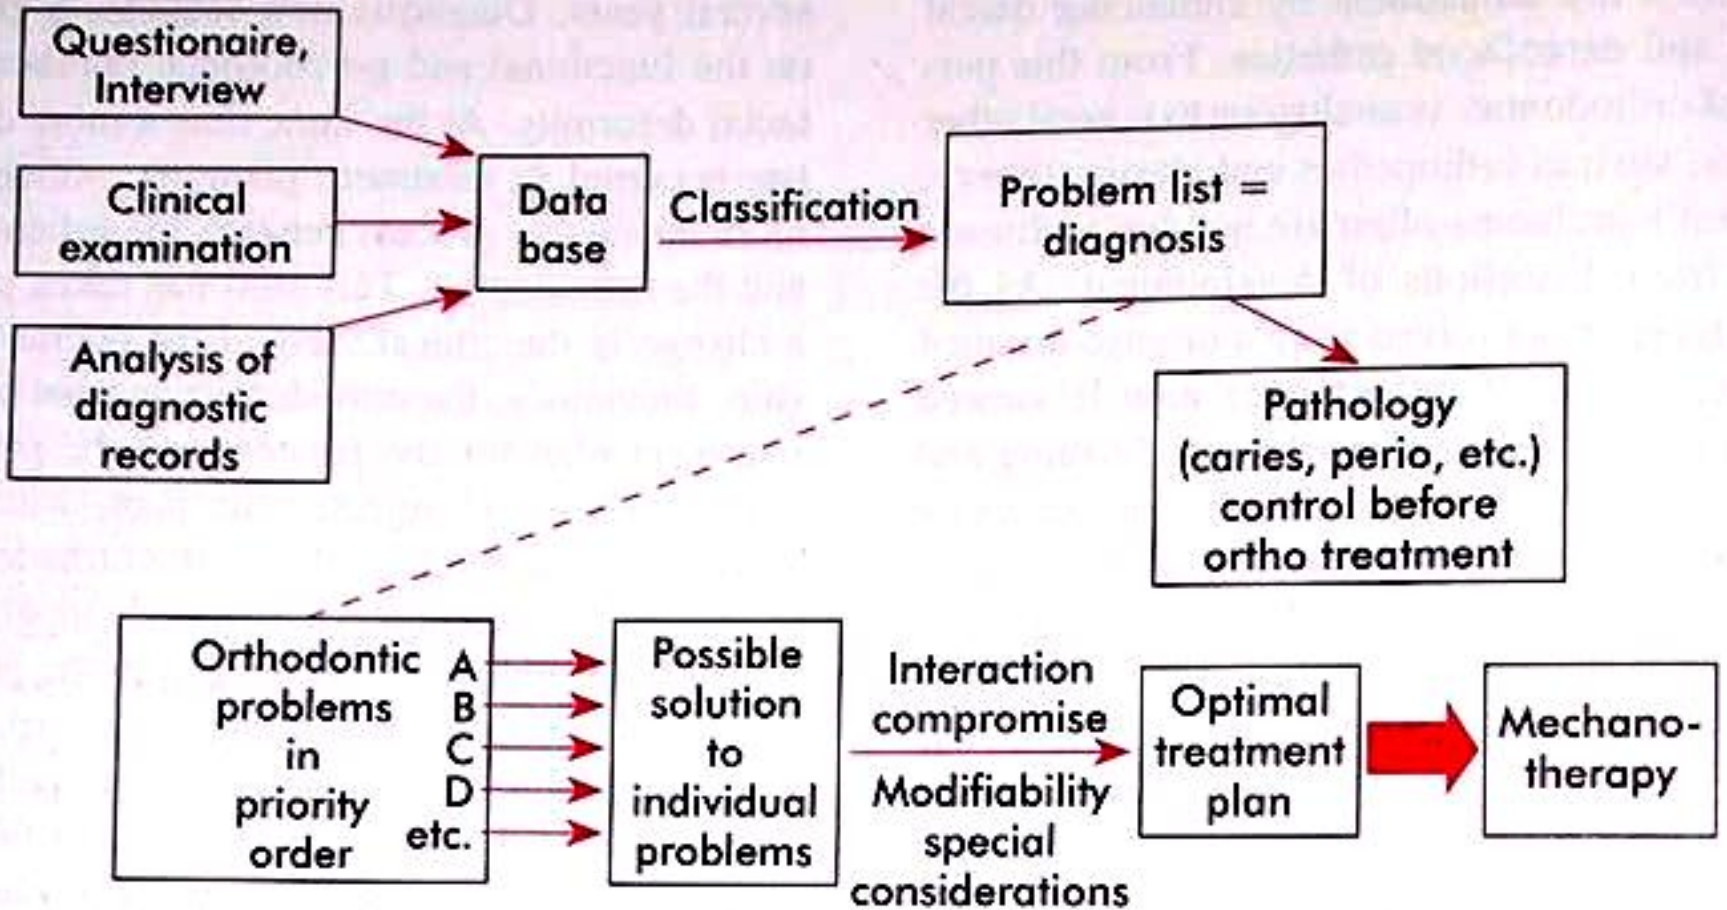 Questionaire,
Interview
Clinical
examination
Analysis of
diagnostic
records
Data
base
Classification
Problem list =
diagnosis
Pathology
(caries, perio, etc.)
control before
ortho treatment
Orthodontic
problems
in
priority
order
A
B
C
D
etc.
Possible
solution
to
individual
problems
Interaction
compromise
Modifiability
special
considerations
Optimal
treatment
plan
Mechano-
therapy